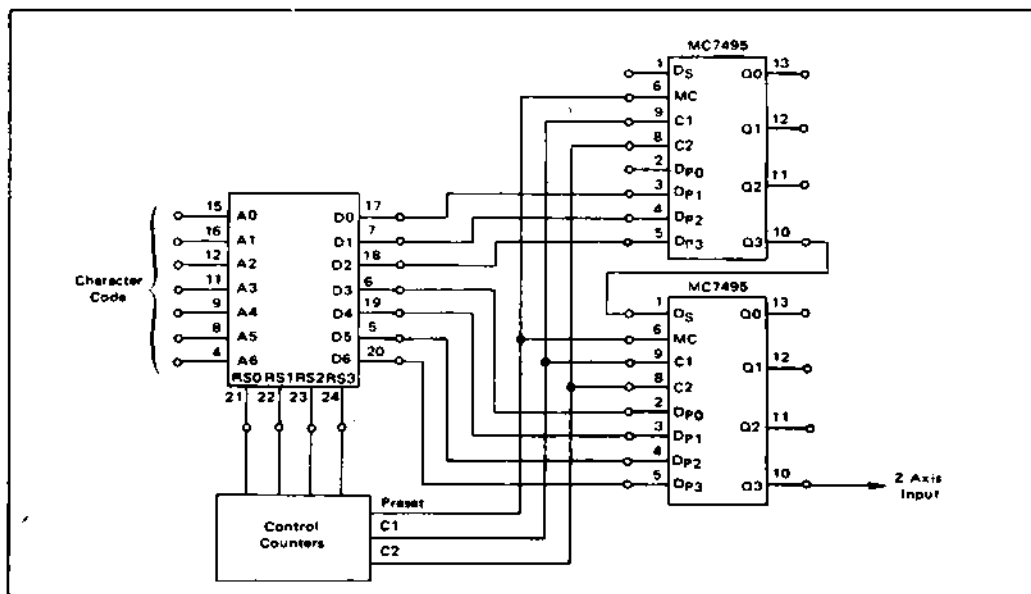 MC7495
1 DS Q0 13
6 MC
9 C1 Q1 12
8 C2
2 DP0 Q2 11
3 DP1
4 DP2
5 DP3 Q3 10
MC7495
1 DS Q0 13
6 MC
9 C1 Q1 12
8 C2
2 DP0
3 DP1 Q2 11
4 DP2
5 DP3 Q3 10
Z Axis
Input
Character
Code
15 A0 D0 17
16 A1 D1 7
12 A2 D2 18
11 A3 D3 6
9 A4 D4 19
8 A5 D5 5
4 A6 D6 20
RS0 RS1 RS2 RS3
21 22 23 24
Control
Counters
Preset
C1
C2